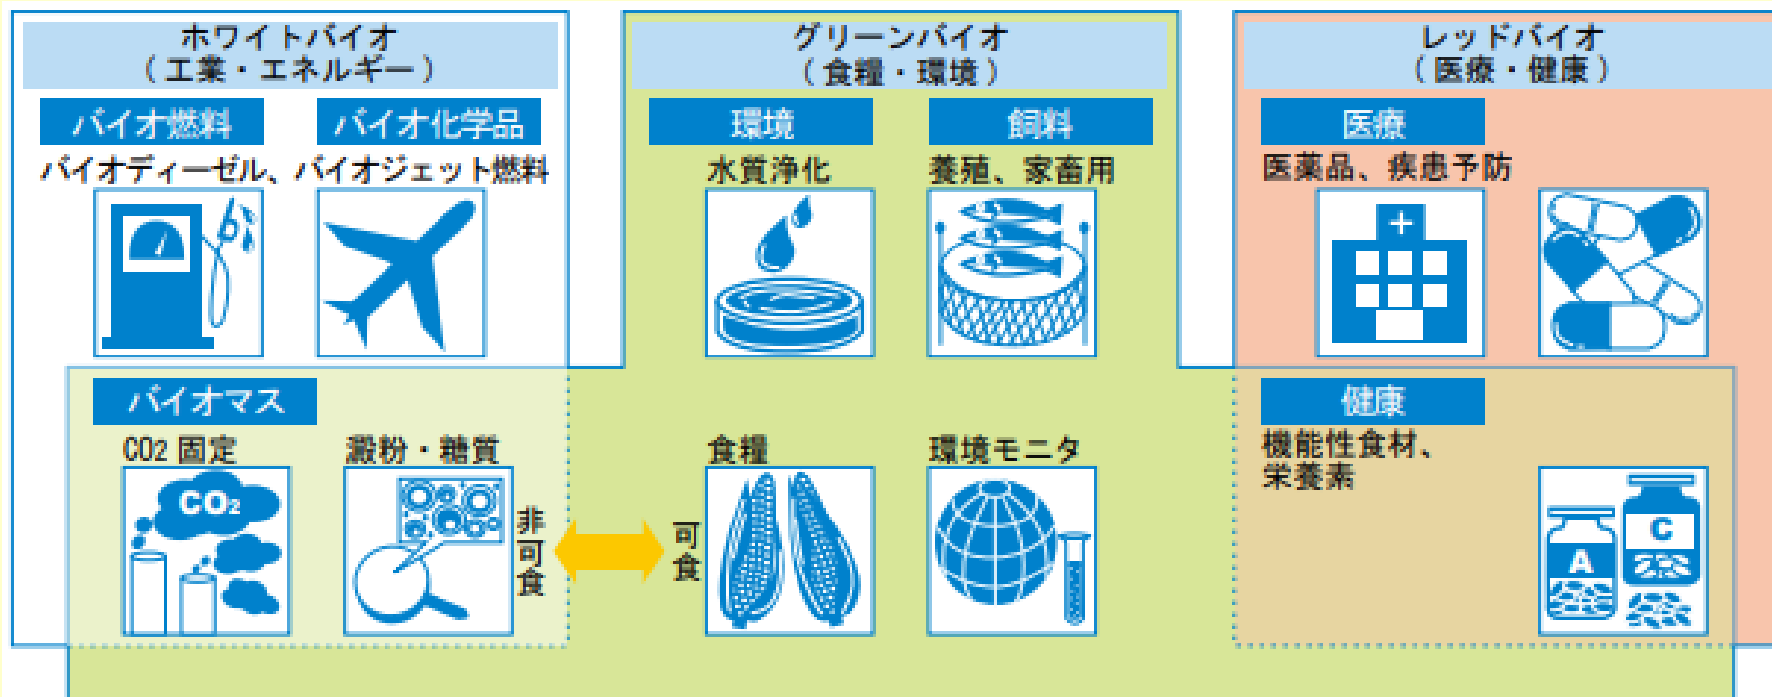 ホワイトバイオ
（工業・エネルギー）
バイオ燃料
バイオ化学品
バイオディーゼル、バイオジェット燃料
バイオマス
CO2 固定
澱粉・糖質
CO2
非可食
グリーンバイオ
（食糧・環境）
環境
飼料
水質浄化
養殖、家畜用
食糧
環境モニタ
可食
レッドバイオ
（医療・健康）
医療
医薬品、疾患予防
健康
機能性食材、
栄養素
A
C